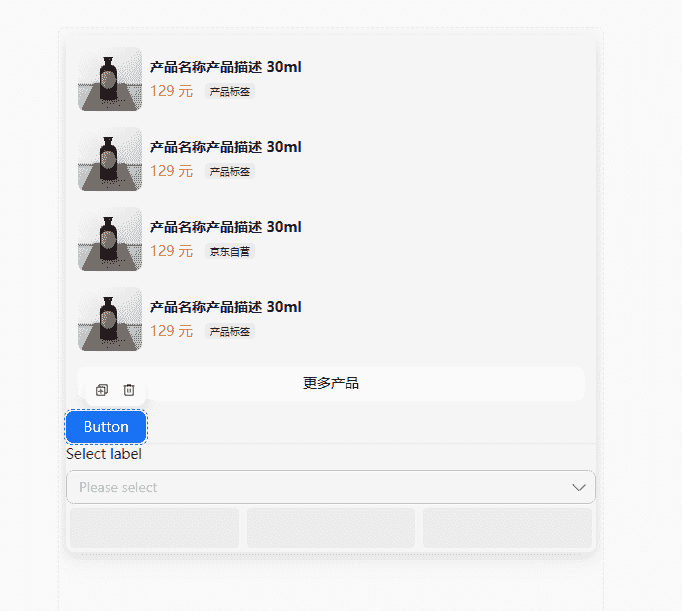 产品名称产品描述 30ml
129 元 产品标签
产品名称产品描述 30ml
129 元 产品标签
产品名称产品描述 30ml
129 元 京东自营
产品名称产品描述 30ml
129 元 产品标签
更多产品
Button
Select label
Please select